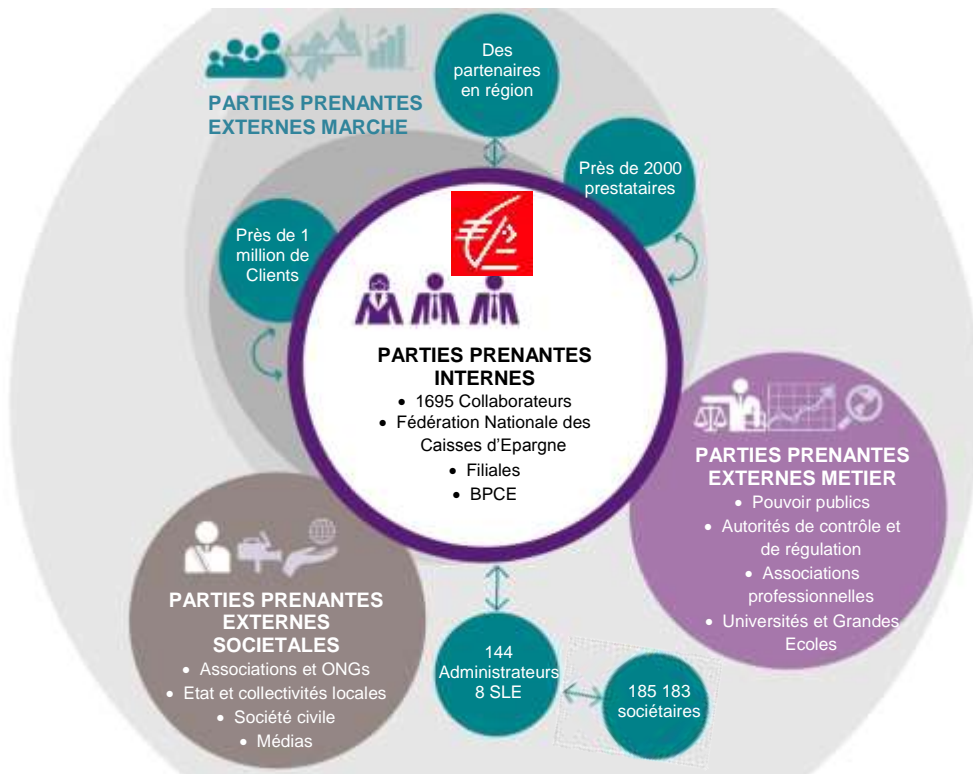 Des
partenaires
en région
PARTIES PRENANTES
EXTERNES MARCHE
Près de 2000
prestataires
Près de 1
million de
Clients
PARTIES PRENANTES
INTERNES
• 1695 Collaborateurs
• Fédération Nationale des
Caisses d’Epargne
• Filiales
• BPCE
PARTIES PRENANTES
EXTERNES METIER
• Pouvoir publics
• Autorités de contrôle et
de régulation
• Associations
professionnelles
• Universités et Grandes
Ecoles
PARTIES PRENANTES
EXTERNES
SOCIETALES
• Associations et ONGs
• Etat et collectivités locales
• Société civile
• Médias
144
Administrateurs
8 SLE
185 183
sociétaires